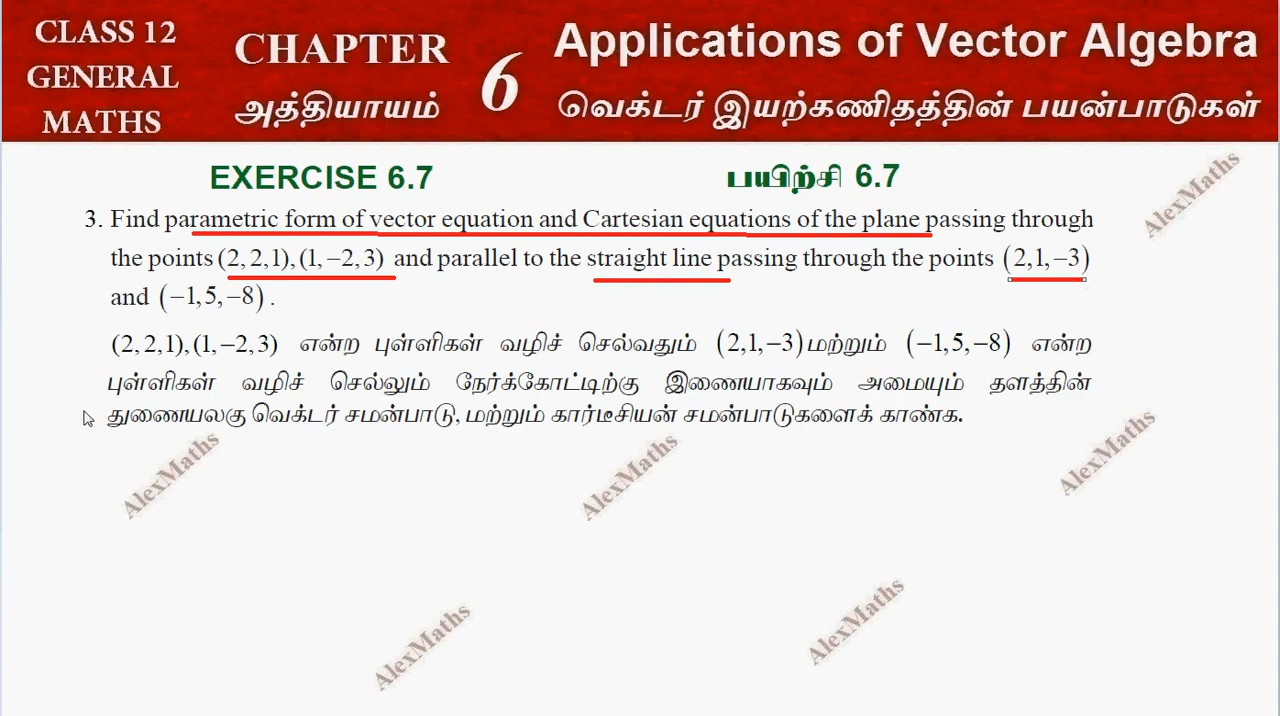 CLASS 12
GENERAL
MATHS
CHAPTER
அத்தியாயம்
6
Applications of Vector Algebra
வெக்டர் இயற்கணிதத்தின் பயன்பாடுகள்
EXERCISE 6.7
பயிற்சி 6.7
3. Find parametric form of vector equation and Cartesian equations of the plane passing through
the points (2, 2, 1), (1, −2, 3) and parallel to the straight line passing through the points (2, 1, −3)
and (−1, 5, −8).
(2, 2, 1), (1, −2, 3) என்ற புள்ளிகள் வழிச் செல்வதும் (2, 1, −3) மற்றும் (−1, 5, −8) என்ற
புள்ளிகள் வழிச் செல்லும் நேர்க்கோட்டிற்கு இணையாகவும் அமையும் தளத்தின்
துணையலகு வெக்டர் சமன்பாடு, மற்றும் கார்டீசியன் சமன்பாடுகளைக் காண்க.
AlexMaths
AlexMaths
AlexMaths
AlexMaths
AlexMaths
AlexMaths